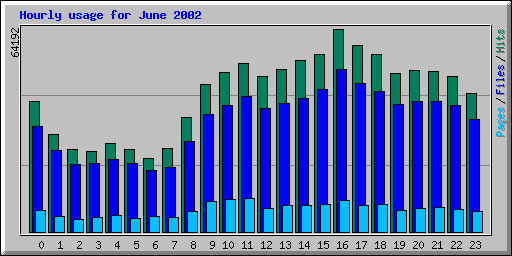 Hourly usage for June 2002
64192
Pages / Files / Hits
0 1 2 3 4 5 6 7 8 9 10 11 12 13 14 15 16 17 18 19 20 21 22 23